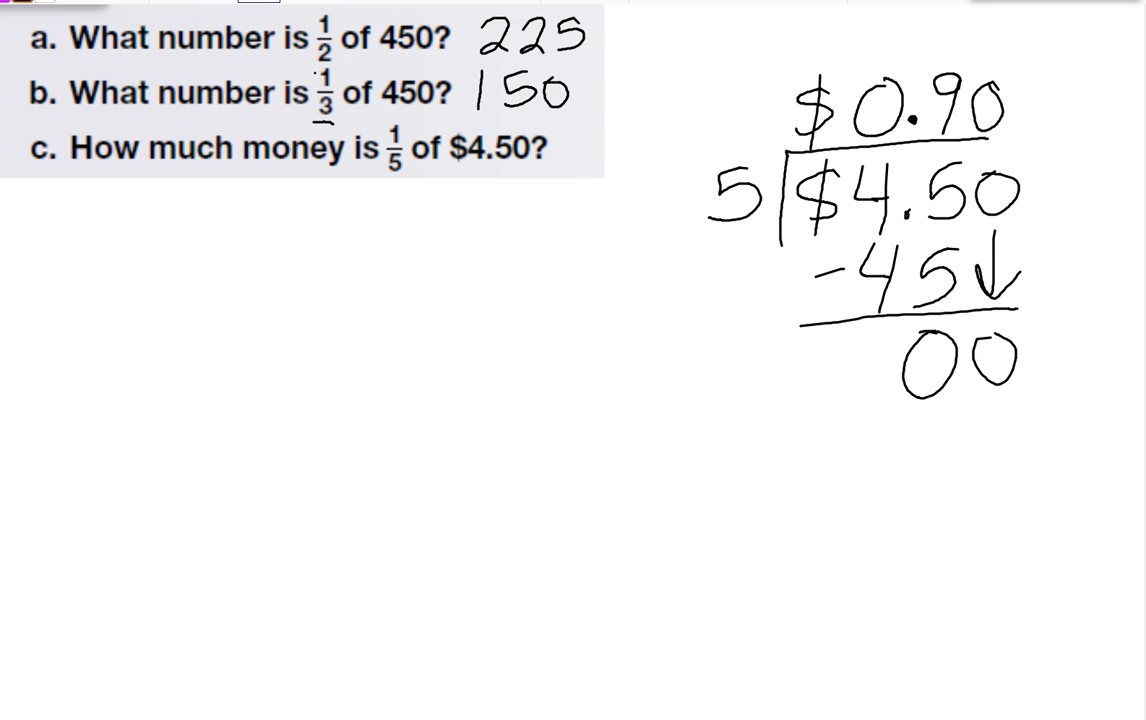 a. What number is 1/2 of 450? 225
b. What number is 1/3 of 450? 150
c. How much money is 1/5 of $4.50?
$0.90
5 $4.50
-45↓
00